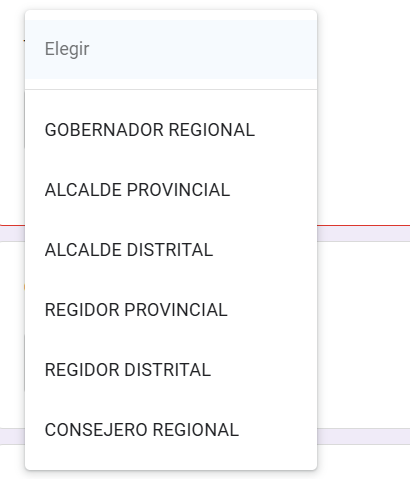 Elegir
GOBERNADOR REGIONAL
ALCALDE PROVINCIAL
ALCALDE DISTRITAL
REGIDOR PROVINCIAL
REGIDOR DISTRITAL
CONSEJERO REGIONAL